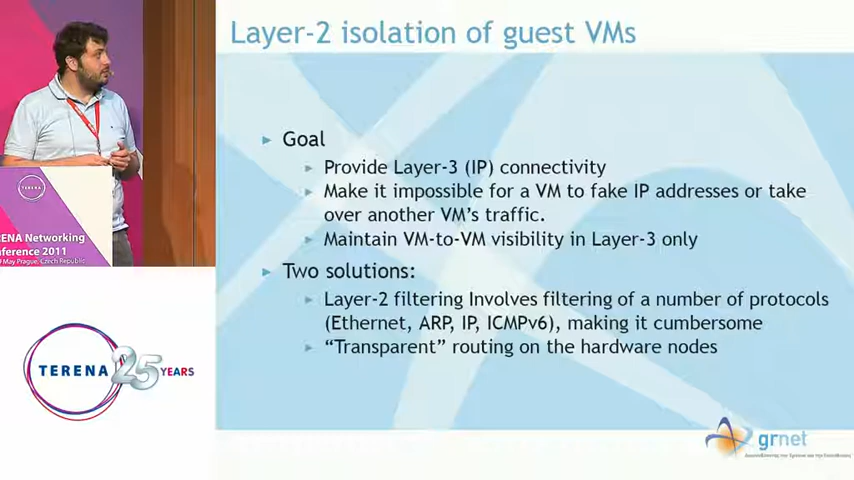 Layer-2 isolation of guest VMs
Goal
Provide Layer-3 (IP) connectivity
Make it impossible for a VM to fake IP addresses or take
over another VM's traffic.
Maintain VM-to-VM visibility in Layer-3 only
Two solutions:
Layer-2 filtering Involves filtering of a number of protocols
(Ethernet, ARP, IP, ICMPv6), making it cumbersome
"Transparent" routing on the hardware nodes
TERENA
ENA Networking
nference 2011
May Prague, Czech Republic
TERENA 25 YEARS
grnet